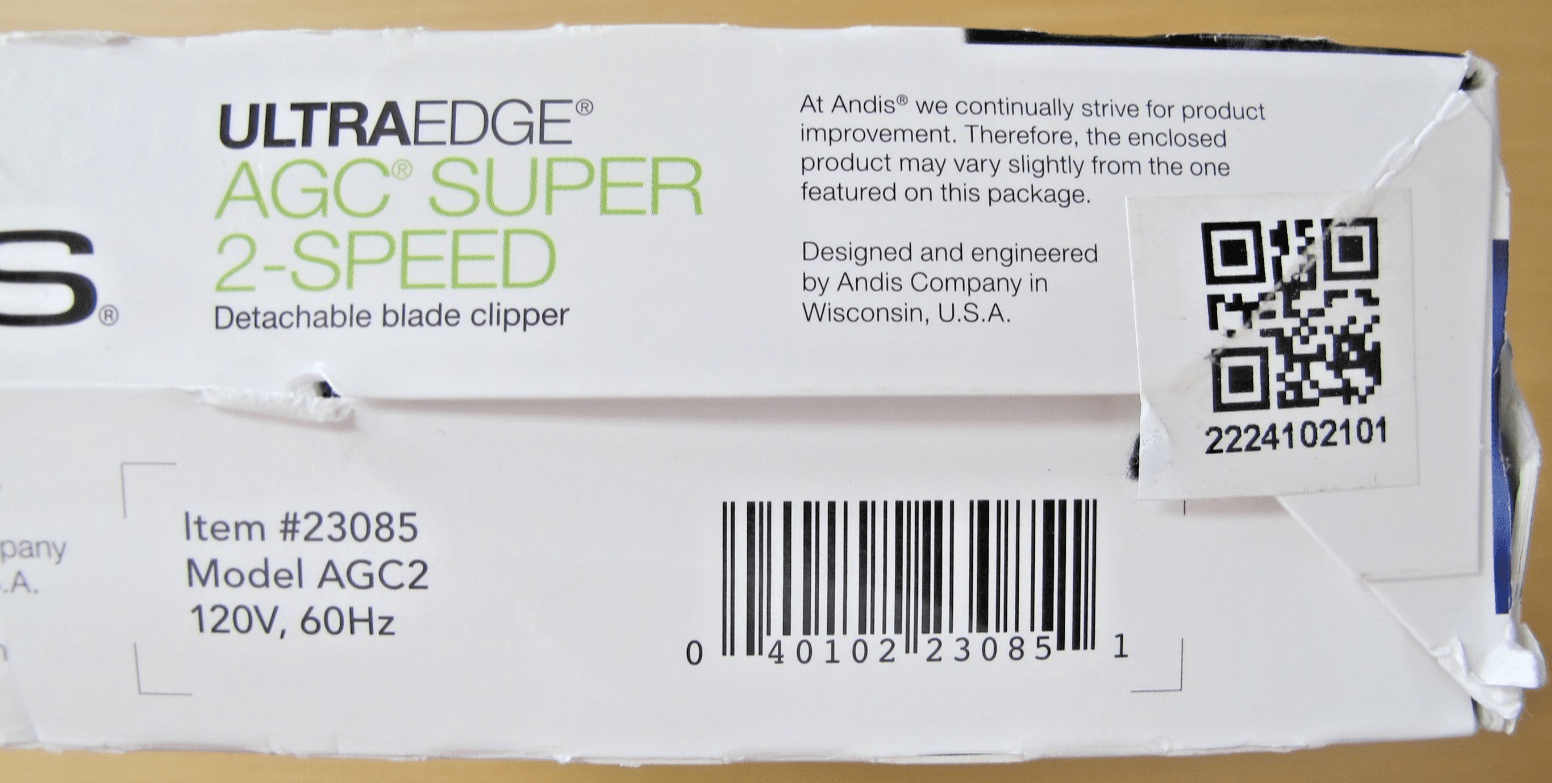 ULTRAEDGE®
AGC® SUPER
2-SPEED
Detachable blade clipper
At Andis® we continually strive for product
improvement. Therefore, the enclosed
product may vary slightly from the one
featured on this package.
Designed and engineered
by Andis Company in
Wisconsin, U.S.A.
S®
2224102101
pany
.A.
Item #23085
Model AGC2
120V, 60Hz
0 40102 23085 1